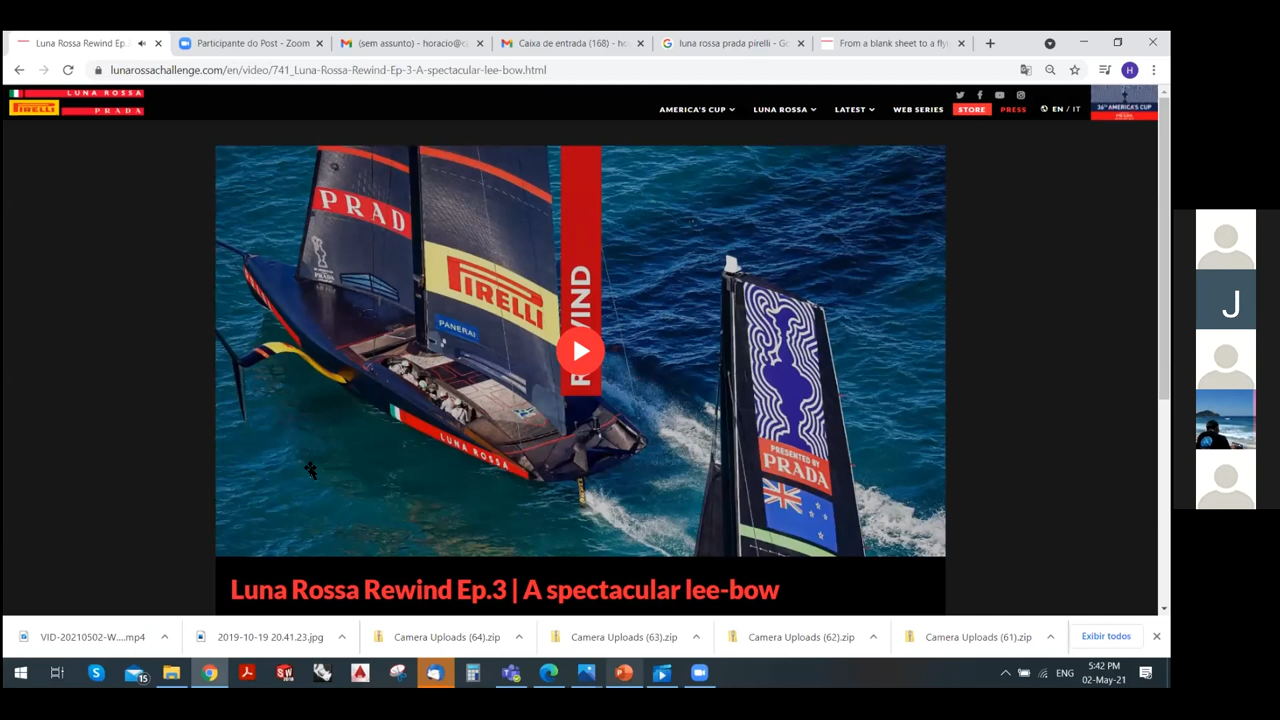 Luna Rossa Rewind Ep.
Participante do Post - Zoom
(sem assunto) - horacio@c
Caixa de entrada (168) - ho
luna rossa prada pirelli - Go
From a blank sheet to a fly
lunarossachallenge.com/en/video/741_Luna-Rossa-Rewind-Ep-3-A-spectacular-lee-bow.html
H
LUNA ROSSA
PIRELLI
PRADA
AMERICA'S CUP
LUNA ROSSA
LATEST
WEB SERIES
STORE
PRESS
EN / IT
36TH AMERICA'S CUP
PRADA
PRAD
PRADA
PIRELLI
PANERAI
LUNA ROSSA
PRESENTED BY
PRADA
J
Luna Rossa Rewind Ep.3 | A spectacular lee-bow
VID-20210502-W....mp4
2019-10-19 20.41.23.jpg
Camera Uploads (64).zip
Camera Uploads (63).zip
Camera Uploads (62).zip
Camera Uploads (61).zip
Exibir todos
15
ENG
5:42 PM
02-May-21